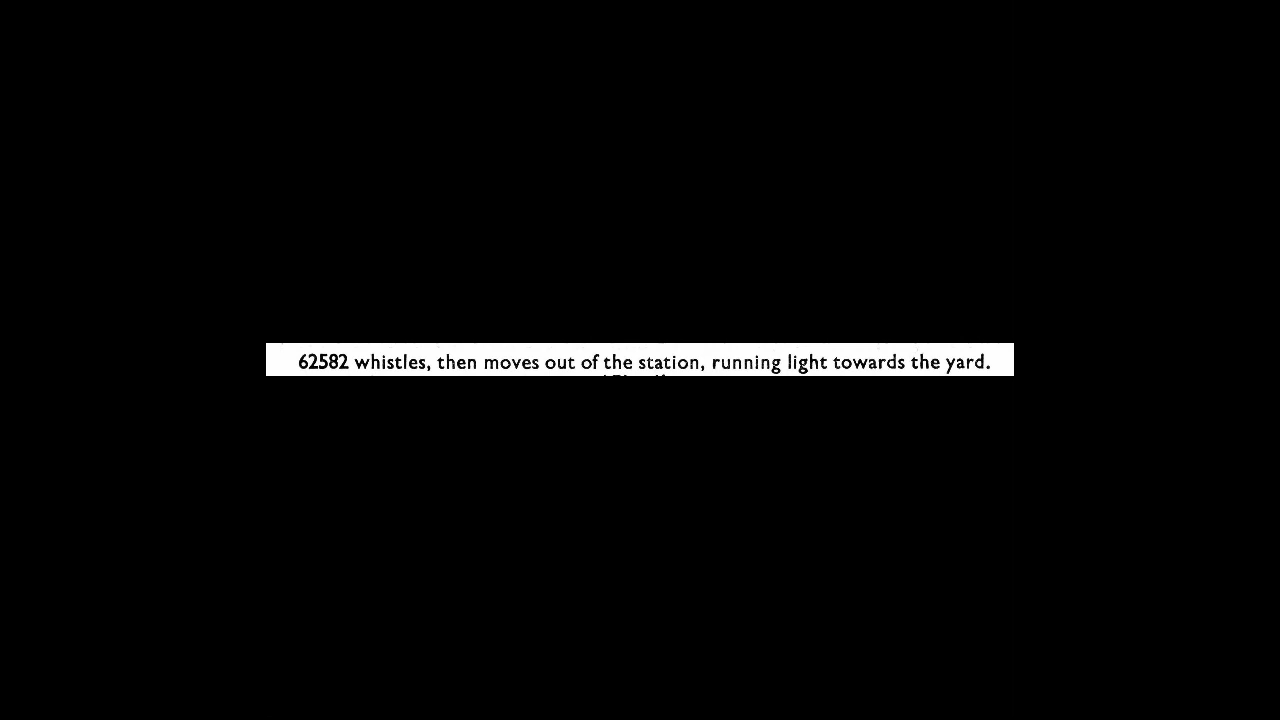 62582 whistles, then moves out of the station, running light towards the yard.